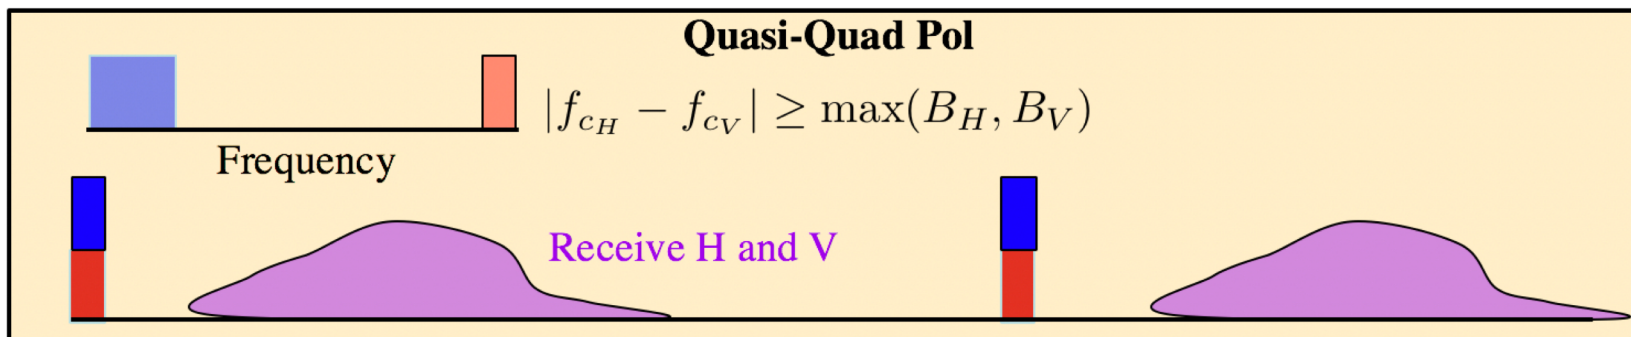 Quasi-Quad Pol
|f_{c_H} − f_{c_V}| ≥ max(B_H, B_V)
Frequency
Receive H and V